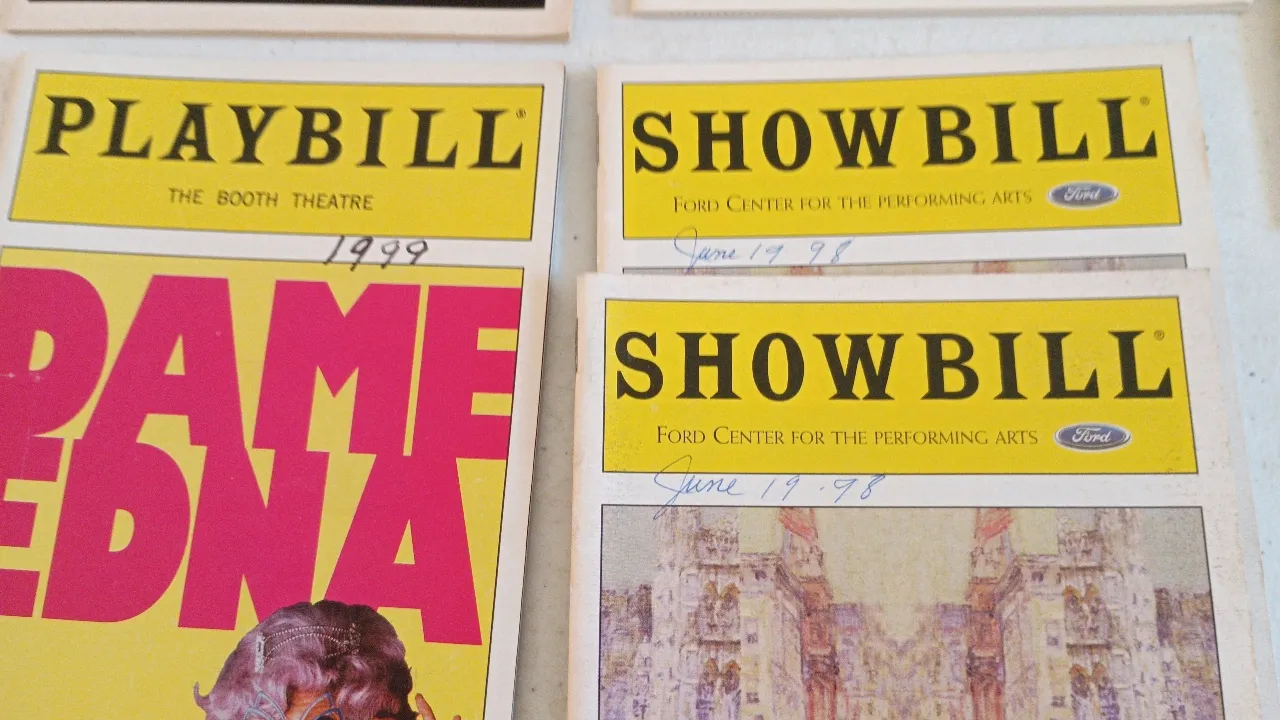 PLAYBILL®
THE BOOTH THEATRE
1999
DAME
EDNA
SHOWBILL®
FORD CENTER FOR THE PERFORMING ARTS Ford
June 19 98
SHOWBILL®
FORD CENTER FOR THE PERFORMING ARTS Ford
June 19.98